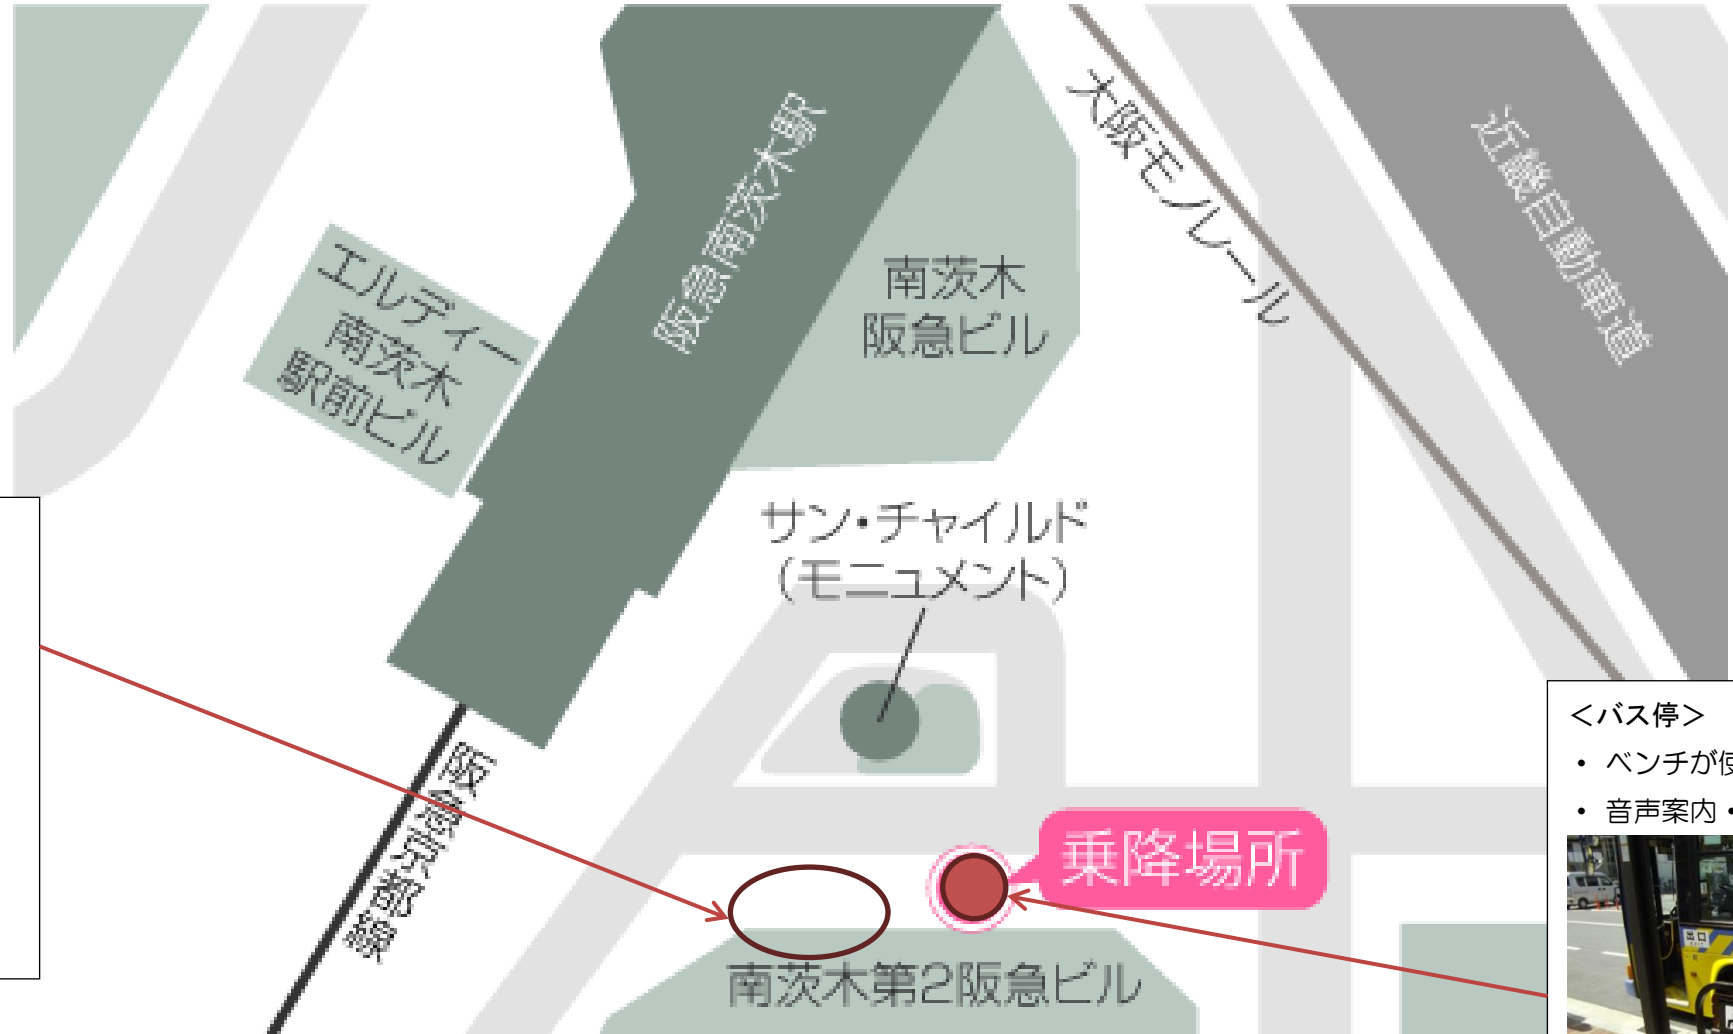 阪急南茨木駅
大阪モノレール
近畿自動車道
エルディー
南茨木
駅前ビル
南茨木
阪急ビル
サン・チャイルド
(モニュメント)
阪急京都線
乗降場所
南茨木第2阪急ビル
＜バス停＞
• ベンチが使
• 音声案内・
出口